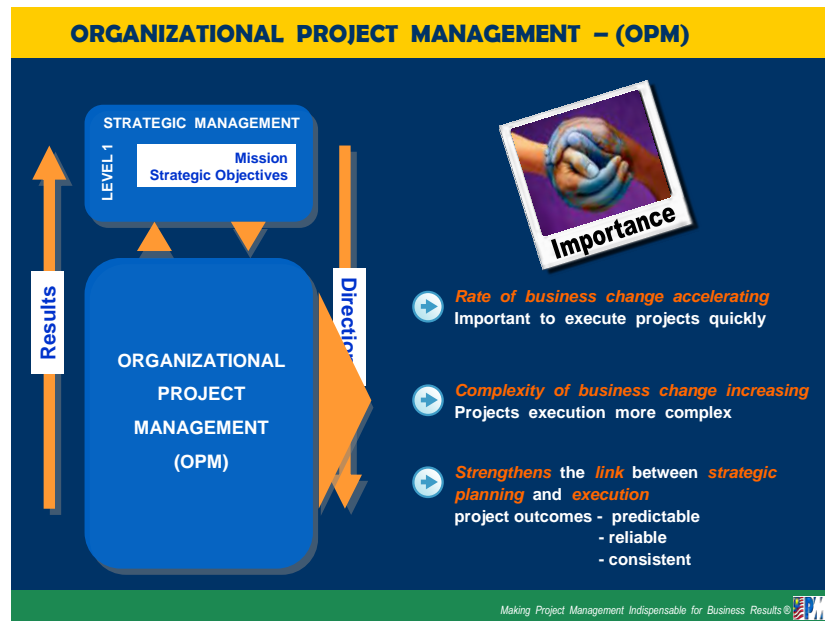 ORGANIZATIONAL PROJECT MANAGEMENT – (OPM)
STRATEGIC MANAGEMENT
LEVEL 1
Mission
Strategic Objectives
Results
Direction
ORGANIZATIONAL
PROJECT
MANAGEMENT
(OPM)
Importance
Rate of business change accelerating
Important to execute projects quickly
Complexity of business change increasing
Projects execution more complex
Strengthens the link between strategic
planning and execution
project outcomes - predictable
- reliable
- consistent
Making Project Management Indispensable for Business Results®
PM